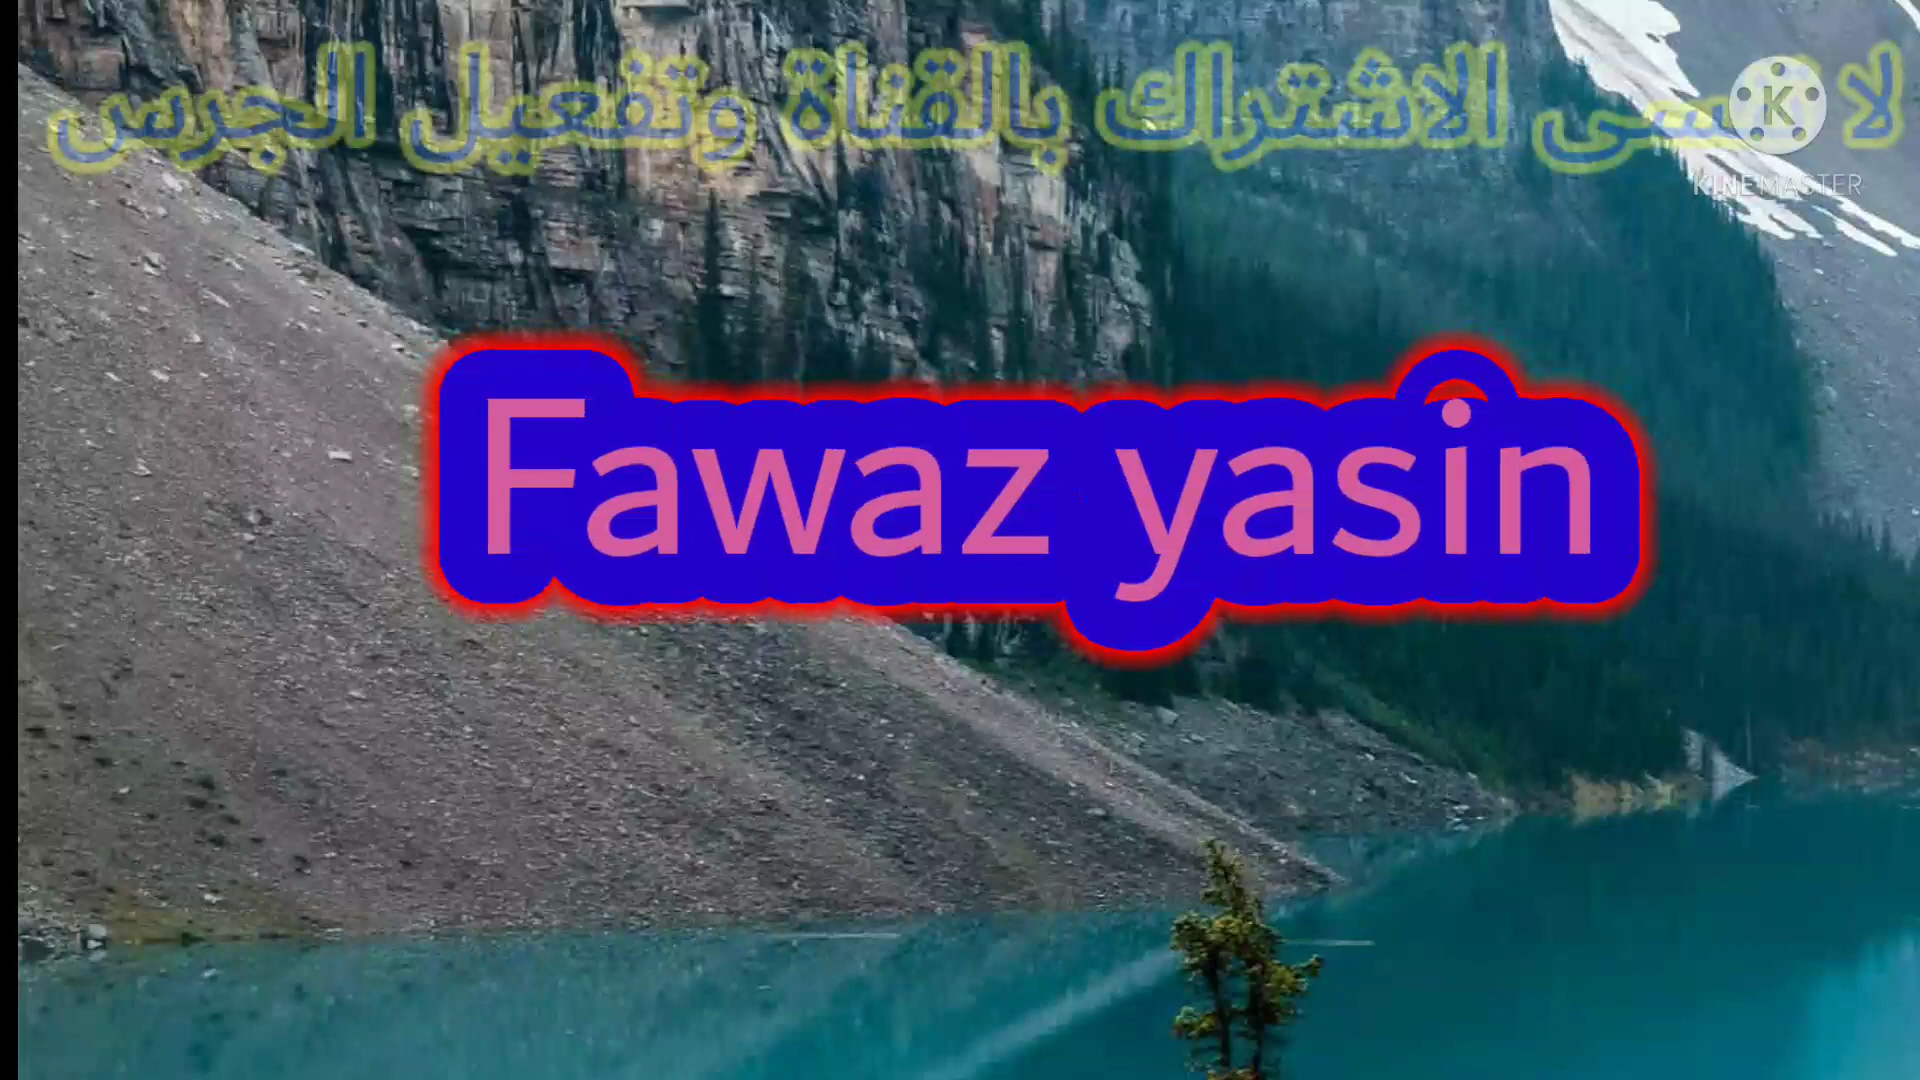 لا تنسى الاشتراك بالقناة وتفعيل الجرس
KINEMASTER
Fawaz yasin